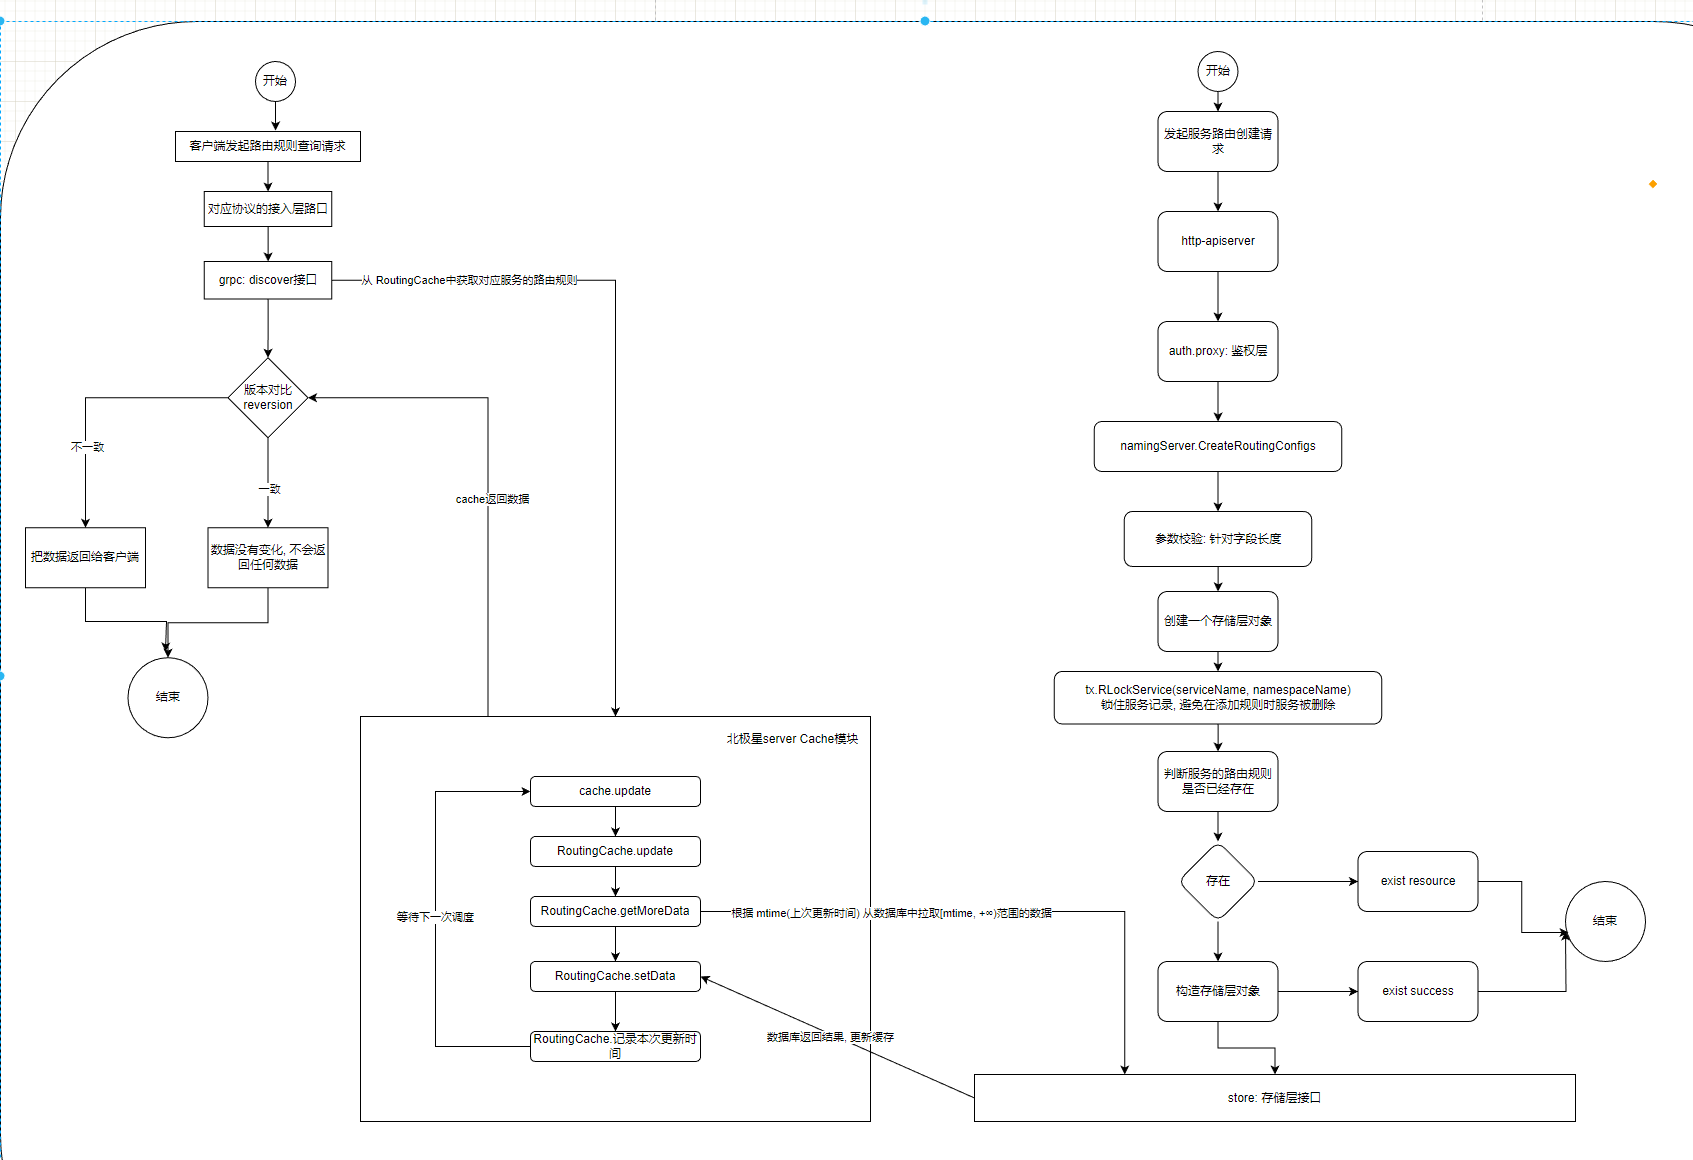 开始
客户端发起路由规则查询请求
对应协议的接入层路口
grpc: discover接口
从 RoutingCache中获取对应服务的路由规则
版本对比
reversion
不一致
一致
cache返回数据
把数据返回给客户端
数据没有变化, 不会返
回任何数据
结束
北极星server Cache模块
cache.update
RoutingCache.update
RoutingCache.getMoreData
根据 mtime(上次更新时间) 从数据库中拉取[mtime, +∞)范围的数据
等待下一次调度
RoutingCache.setData
RoutingCache.记录本次更新时
间
数据库返回结果, 更新缓存
开始
发起服务路由创建请
求
http-apiserver
auth.proxy: 鉴权层
namingServer.CreateRoutingConfigs
参数校验: 针对字段长度
创建一个存储层对象
tx.RLockService(serviceName, namespaceName)
锁住服务记录, 避免在添加规则时服务被删除
判断服务的路由规则
是否已经存在
存在
exist resource
结束
构造存储层对象
exist success
store: 存储层接口